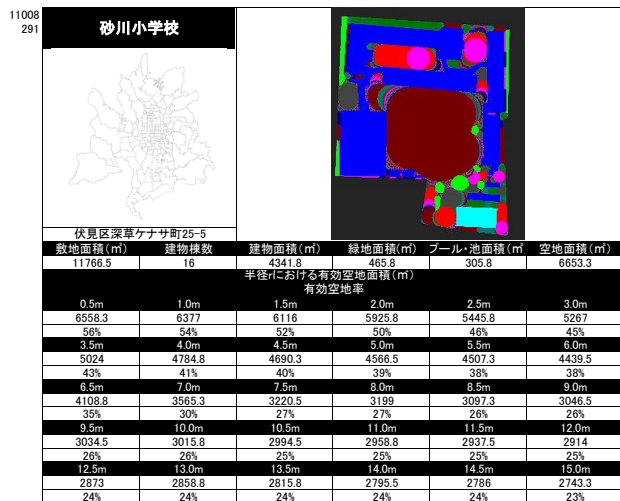 11008
291
砂川小学校
伏見区深草ケナサ町25-5
敷地面積(㎡) 建物棟数 建物面積(㎡) 緑地面積(㎡) プール・池面積(㎡ 空地面積(㎡)
11766.5 16 4341.8 465.8 305.8 6653.3
半径rにおける有効空地面積(㎡)
有効空地率
0.5m 1.0m 1.5m 2.0m 2.5m 3.0m
6558.3 6377 6116 5925.8 5445.8 5267
56% 54% 52% 50% 46% 45%
3.5m 4.0m 4.5m 5.0m 5.5m 6.0m
5024 4784.8 4690.3 4566.5 4507.3 4439.5
43% 41% 40% 39% 38% 38%
6.5m 7.0m 7.5m 8.0m 8.5m 9.0m
4108.8 3565.3 3220.5 3199 3097.3 3046.5
35% 30% 27% 27% 26% 26%
9.5m 10.0m 10.5m 11.0m 11.5m 12.0m
3034.5 3015.8 2994.5 2958.8 2937.5 2914
26% 26% 25% 25% 25% 25%
12.5m 13.0m 13.5m 14.0m 14.5m 15.0m
2873 2858.8 2815.8 2795.5 2786 2743.3
24% 24% 24% 24% 24% 23%